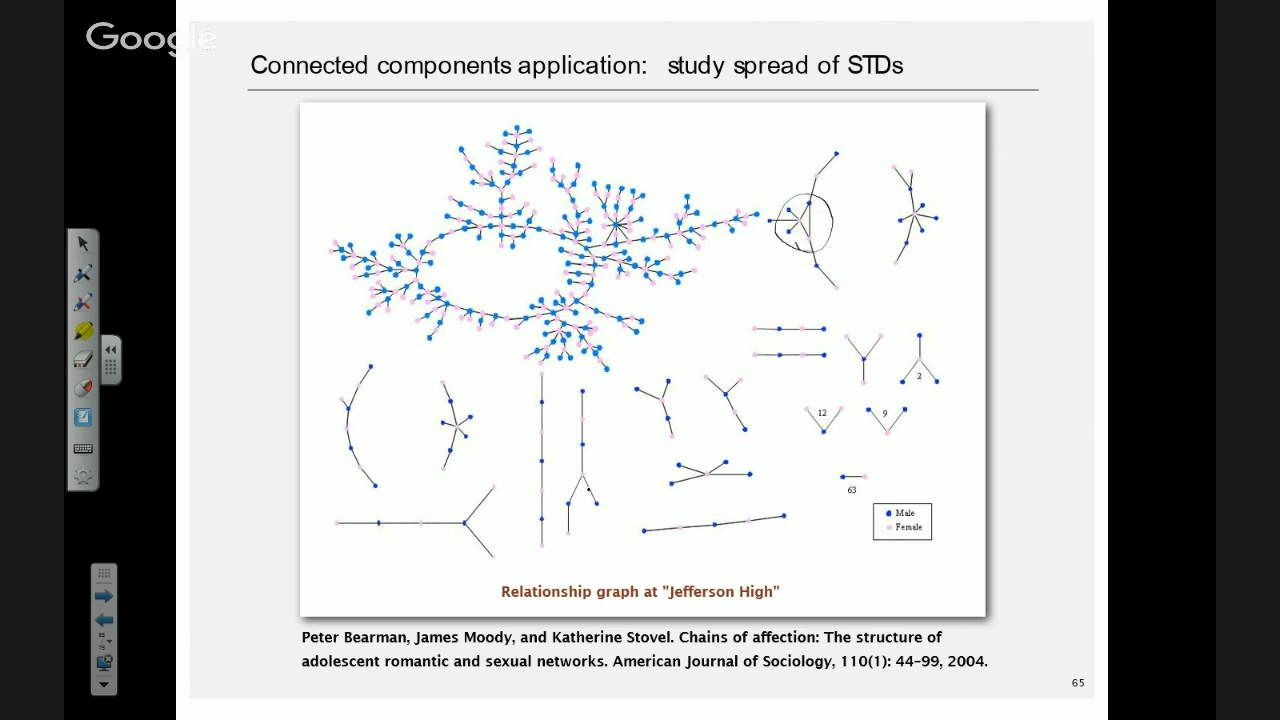 Google
Connected components application: study spread of STDs
2
12
9
63
Male
Female
Relationship graph at "Jefferson High"
Peter Bearman, James Moody, and Katherine Stovel. Chains of affection: The structure of
adolescent romantic and sexual networks. American Journal of Sociology, 110(1): 44–99, 2004.
65